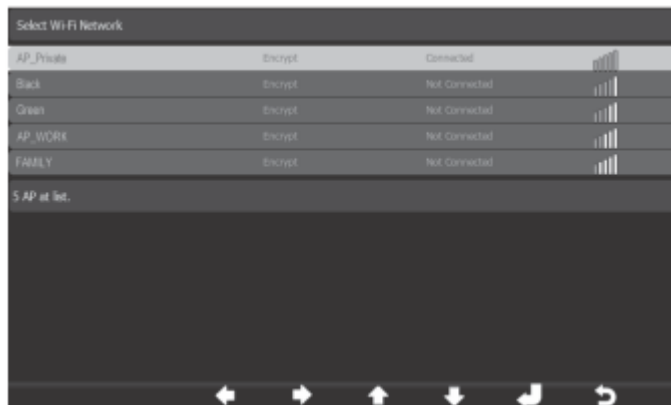 Select Wi-Fi Network
AP_Private Encrypt Connected
Black Encrypt Not Connected
Green Encrypt Not Connected
AP_WORK Encrypt Not Connected
FAMILY Encrypt Not Connected
5 AP at list.